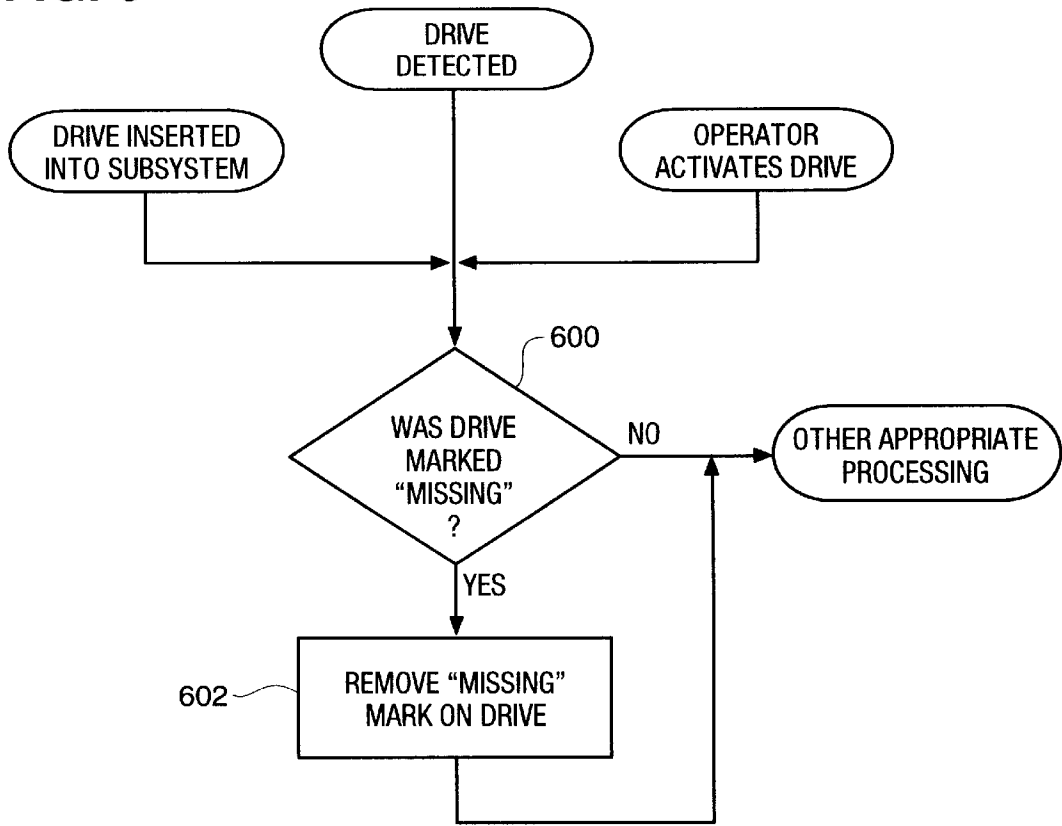 DRIVE
DETECTED
DRIVE INSERTED
INTO SUBSYSTEM
OPERATOR
ACTIVATES DRIVE
600
WAS DRIVE
MARKED
“MISSING”
?
NO
OTHER APPROPRIATE
PROCESSING
YES
602
REMOVE “MISSING”
MARK ON DRIVE